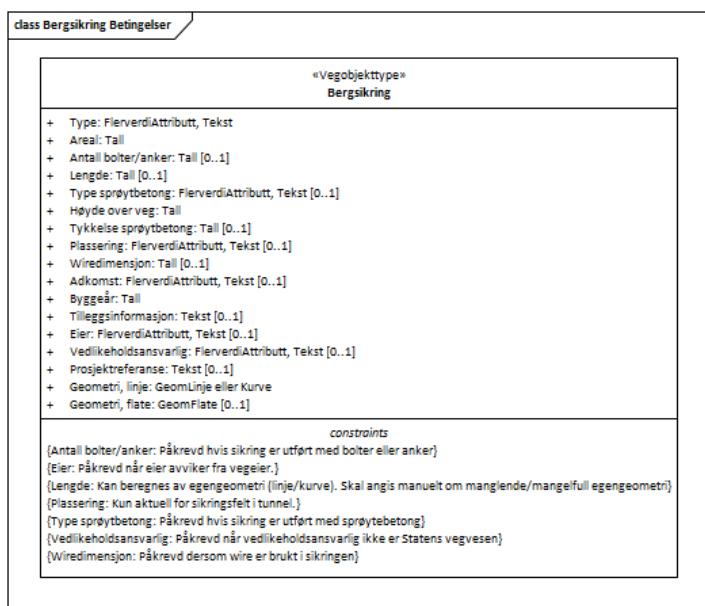 class Bergsikring Betingelser
«Vegobjekttype»
Bergsikring
+ Type: FlerverdiAttributt, Tekst
+ Areal: Tall
+ Antall bolter/anker: Tall [0..1]
+ Lengde: Tall [0..1]
+ Type sprøytbetong: FlerverdiAttributt, Tekst [0..1]
+ Høyde over veg: Tall
+ Tykkelse sprøytbetong: Tall [0..1]
+ Plassering: FlerverdiAttributt, Tekst [0..1]
+ Wiredimensjon: Tall [0..1]
+ Adkomst: FlerverdiAttributt, Tekst [0..1]
+ Byggeår: Tall
+ Tilleggsinformasjon: Tekst [0..1]
+ Eier: FlerverdiAttributt, Tekst [0..1]
+ Vedlikeholdsansvarlig: FlerverdiAttributt, Tekst [0..1]
+ Prosjektreferanse: Tekst [0..1]
+ Geometri, linje: GeomLinje eller Kurve
+ Geometri, flate: GeomFlate [0..1]
constraints
{Antall bolter/anker: Påkrevd hvis sikring er utført med bolter eller anker}
{Eier: Påkrevd når eier avviker fra vegeier.}
{Lengde: Kan beregnes av egengeometri (linje/kurve). Skal angis manuelt om manglende/mangelfull egengeometri}
{Plassering: Kun aktuell for sikringsfelt i tunnel.}
{Type sprøytbetong: Påkrevd hvis sikring er utført med sprøytebetong}
{Vedlikeholdsansvarlig: Påkrevd når vedlikeholdsansvarlig ikke er Statens vegvesen}
{Wiredimensjon: Påkrevd dersom wire er brukt i sikringen}